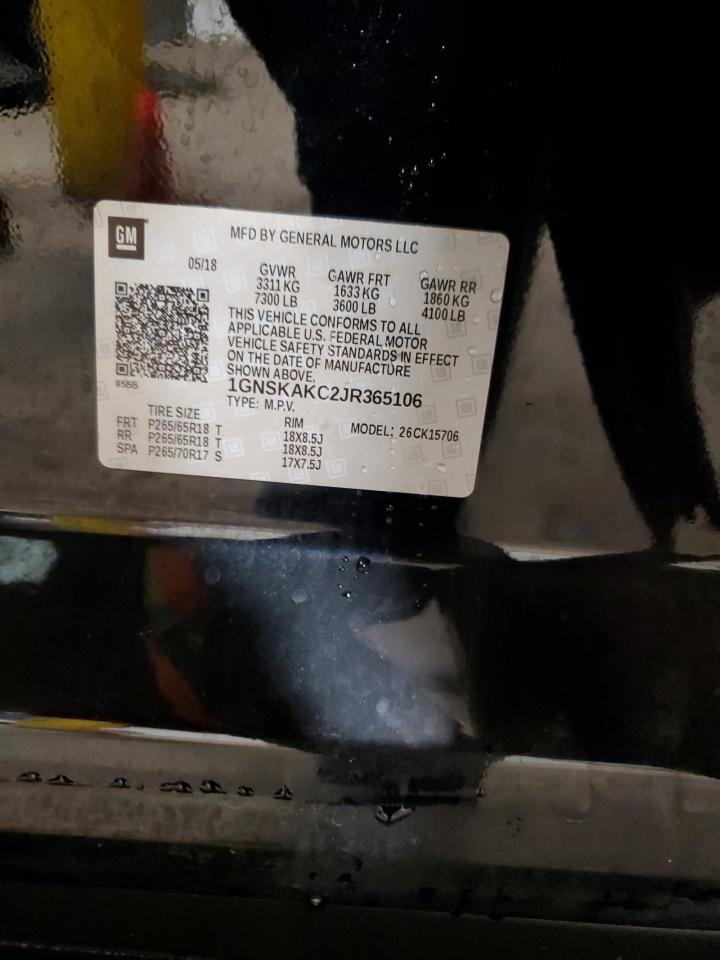 GM
MFD BY GENERAL MOTORS LLC
05/18 GVWR GAWR FRT GAWR RR
3311 KG 1633 KG 1860 KG
7300 LB 3600 LB 4100 LB
THIS VEHICLE CONFORMS TO ALL
APPLICABLE U.S. FEDERAL MOTOR
VEHICLE SAFETY STANDARDS IN EFFECT
ON THE DATE OF MANUFACTURE
SHOWN ABOVE.
8555
1GNSKAKC2JR365106
TYPE: M.P.V.
TIRE SIZE RIM MODEL: 26CK15706
FRT P265/65R18 T 18X8.5J
RR P265/65R18 T 18X8.5J
SPA P265/70R17 S 17X7.5J